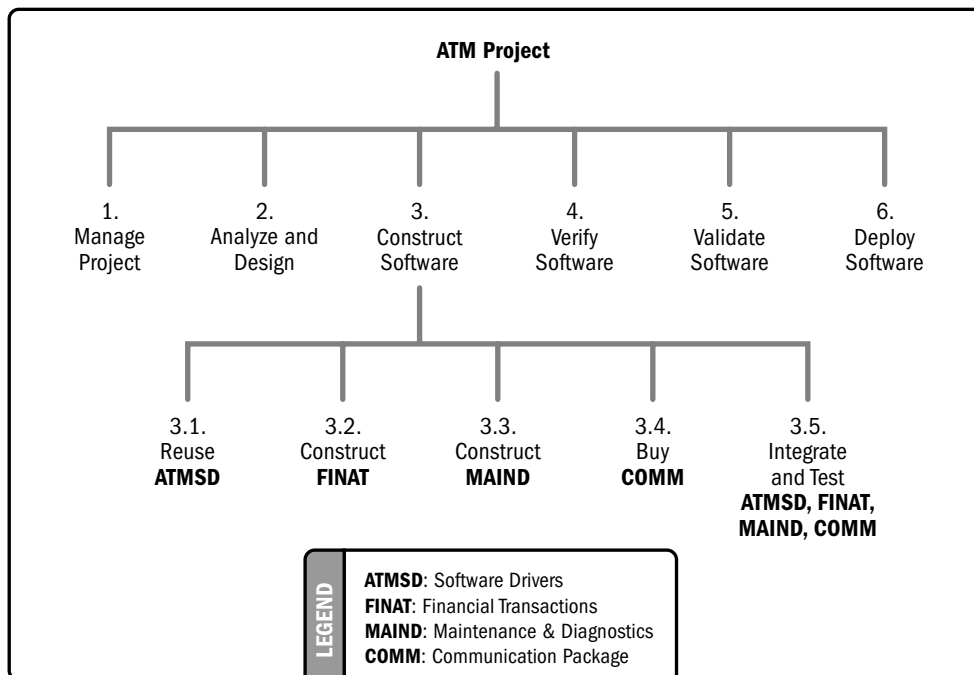 ATM Project
1.
Manage
Project
2.
Analyze and
Design
3.
Construct
Software
4.
Verify
Software
5.
Validate
Software
6.
Deploy
Software
3.1.
Reuse
ATMSD
3.2.
Construct
FINAT
3.3.
Construct
MAIND
3.4.
Buy
COMM
3.5.
Integrate
and Test
ATMSD, FINAT,
MAIND, COMM
LEGEND
ATMSD: Software Drivers
FINAT: Financial Transactions
MAIND: Maintenance & Diagnostics
COMM: Communication Package